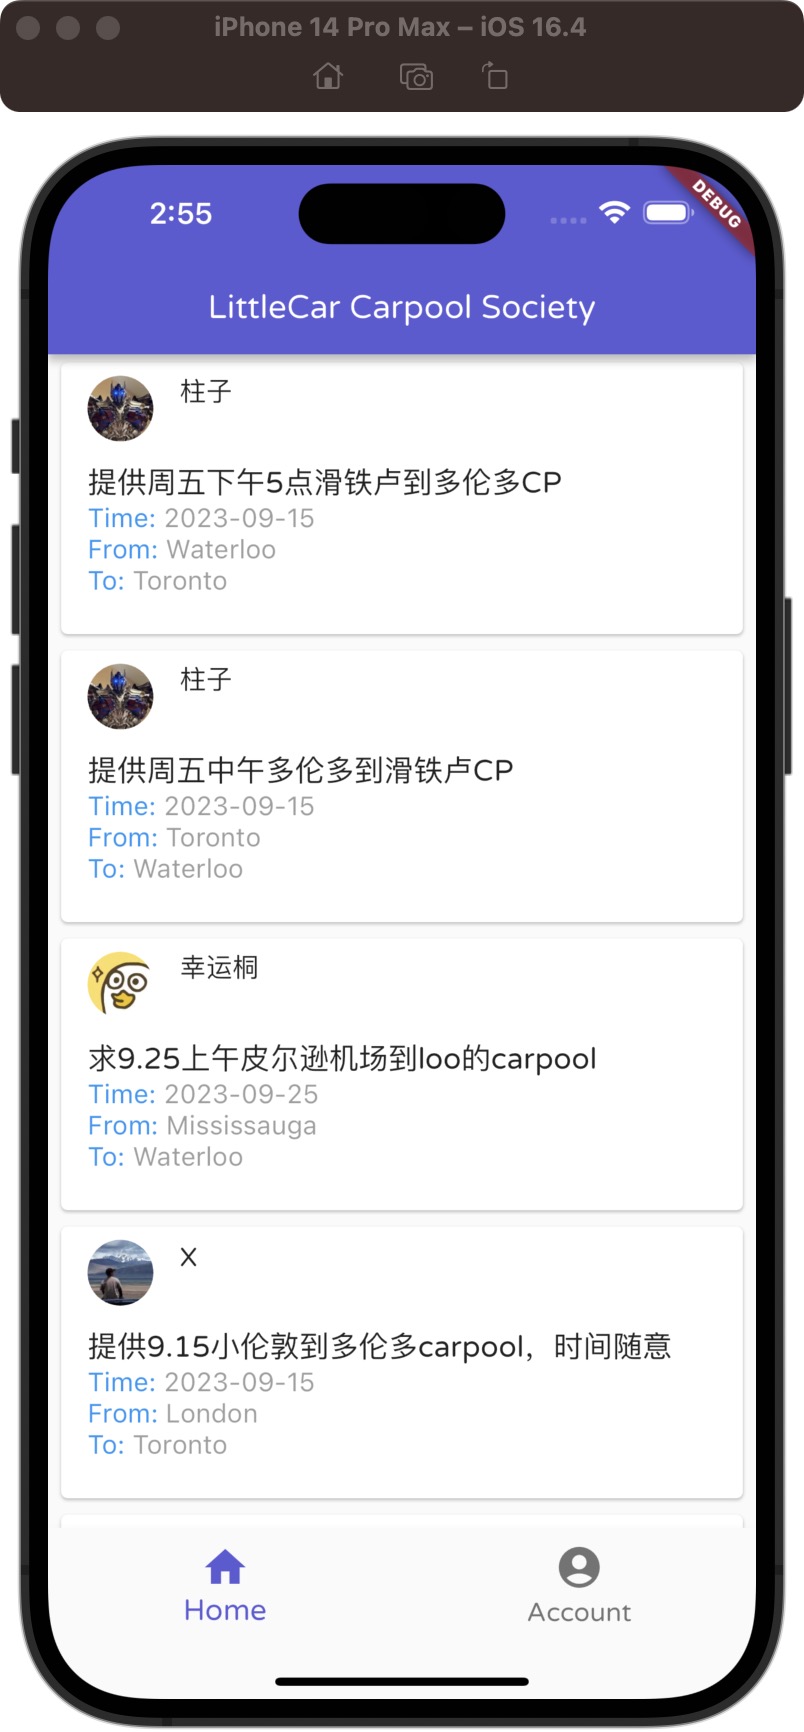 iPhone 14 Pro Max – iOS 16.4
2:55
DEBUG
LittleCar Carpool Society
柱子
提供周五下午5点滑铁卢到多伦多CP
Time: 2023-09-15
From: Waterloo
To: Toronto
柱子
提供周五中午多伦多到滑铁卢CP
Time: 2023-09-15
From: Toronto
To: Waterloo
幸运桐
求9.25上午皮尔逊机场到loo的carpool
Time: 2023-09-25
From: Mississauga
To: Waterloo
X
提供9.15小伦敦到多伦多carpool，时间随意
Time: 2023-09-15
From: London
To: Toronto
Home
Account